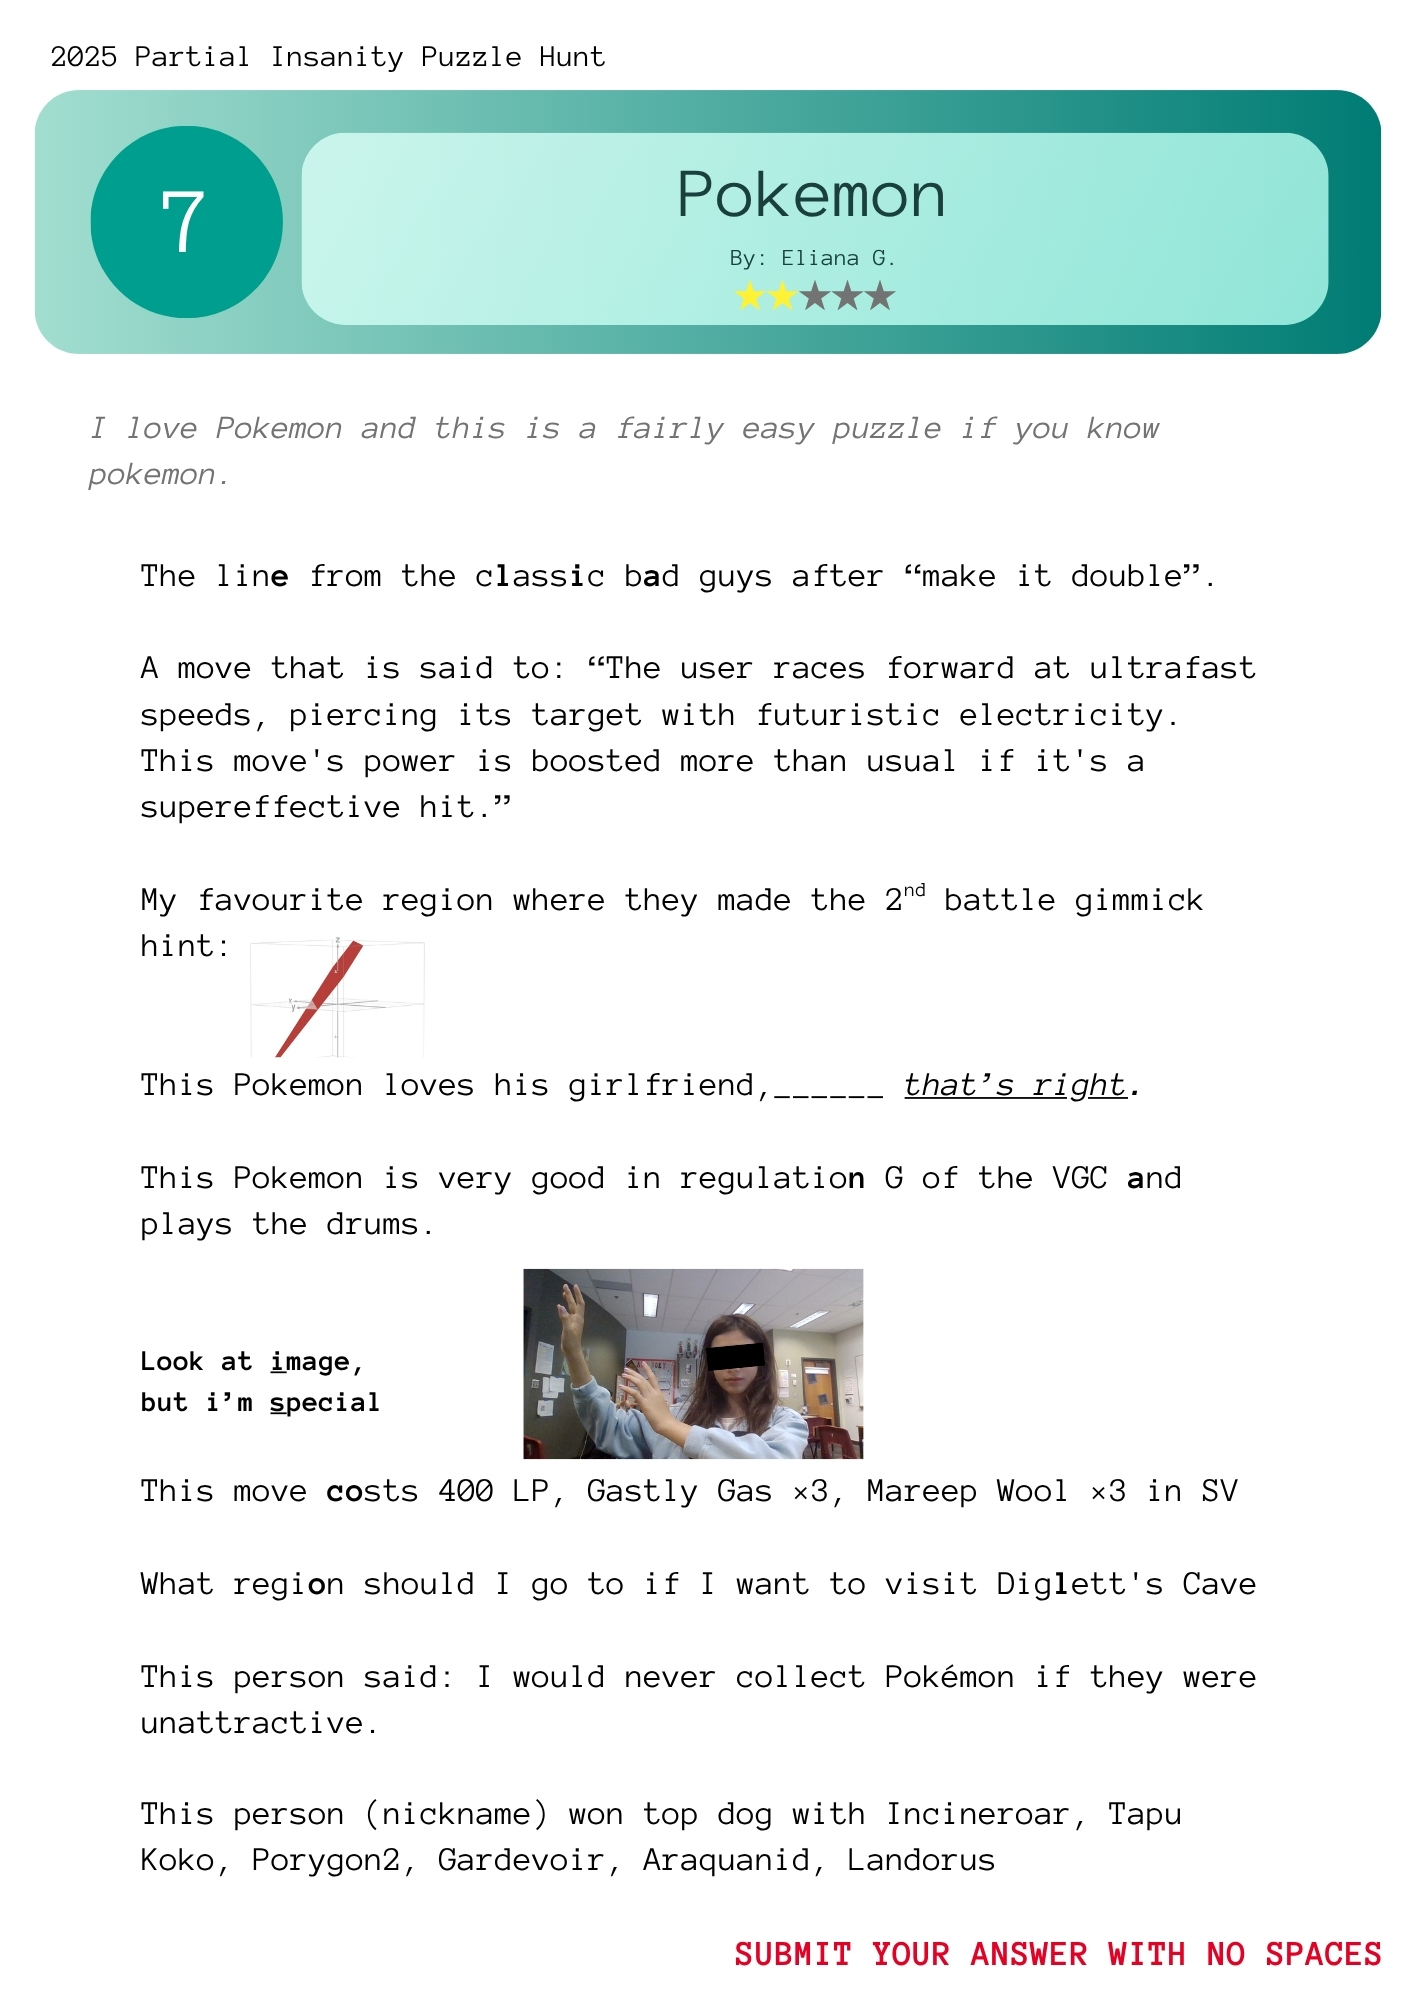 2025 Partial Insanity Puzzle Hunt
7
Pokemon
By: Eliana G.
I love Pokemon and this is a fairly easy puzzle if you know
pokemon.
The line from the classic bad guys after “make it double”.
A move that is said to: “The user races forward at ultrafast
speeds, piercing its target with futuristic electricity.
This move's power is boosted more than usual if it's a
supereffective hit.”
My favourite region where they made the 2nd battle gimmick
hint:
z
x
y
This Pokemon loves his girlfriend,______ that’s right.
This Pokemon is very good in regulation G of the VGC and
plays the drums.
Look at image,
but i’m special
This move costs 400 LP, Gastly Gas ×3, Mareep Wool ×3 in SV
What region should I go to if I want to visit Diglett's Cave
This person said: I would never collect Pokémon if they were
unattractive.
This person (nickname) won top dog with Incineroar, Tapu
Koko, Porygon2, Gardevoir, Araquanid, Landorus
SUBMIT YOUR ANSWER WITH NO SPACES